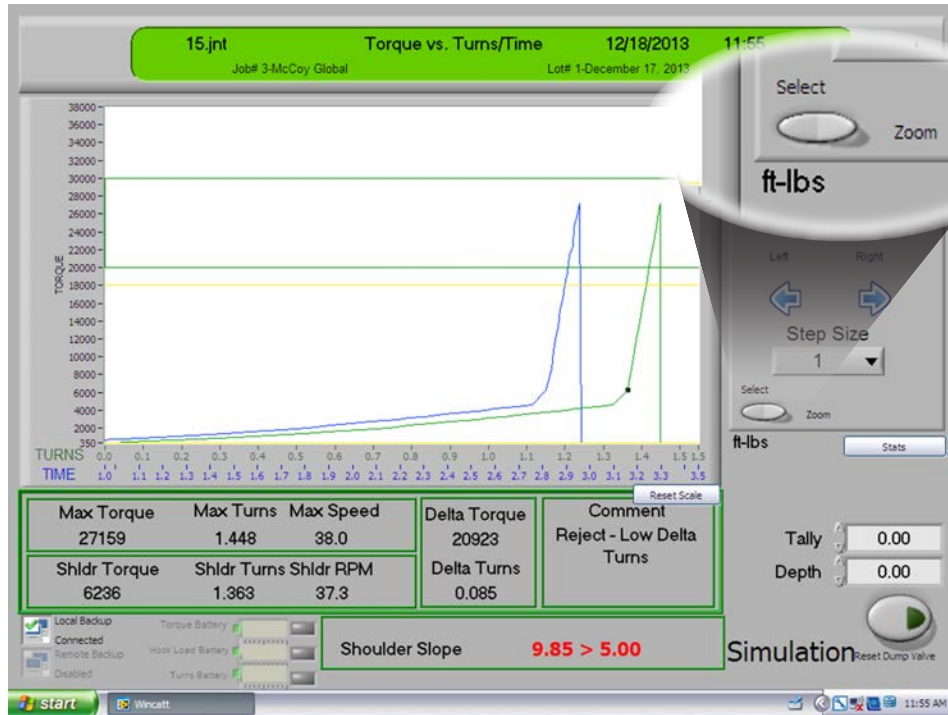 15.jnt Torque vs. Turns/Time 12/18/2013 11:55
Job# 3-McCoy Global Lot# 1-December 17, 2013
Select
Zoom
ft-lbs
38000
36000
34000
32000
30000
28000
26000
24000
22000
20000
18000
16000
14000
12000
10000
8000
6000
4000
2000
350
TORQUE
TURNS 0.0 0.1 0.2 0.3 0.4 0.5 0.6 0.7 0.8 0.9 1.0 1.1 1.2 1.3 1.4 1.5 1.5
TIME 1.0 1.1 1.2 1.3 1.4 1.5 1.6 1.7 1.8 1.9 2.0 2.1 2.2 2.3 2.4 2.5 2.6 2.7 2.8 2.9 3.0 3.1 3.2 3.3 3.5
Left Right
Step Size
1
Select
Zoom
ft-lbs
Stats
Reset Scale
Max Torque Max Turns Max Speed
27159 1.448 38.0
Shldr Torque Shldr Turns Shldr RPM
6236 1.363 37.3
Delta Torque
20923
Delta Turns
0.085
Comment
Reject - Low Delta
Turns
Tally 0.00
Depth 0.00
Local Backup
Connected
Remote Backup
Disabled
Torque Battery
Hook Load Battery
Turns Battery
Shoulder Slope 9.85 > 5.00
Simulation
Reset Dump Valve
start Wincatt 11:55 AM